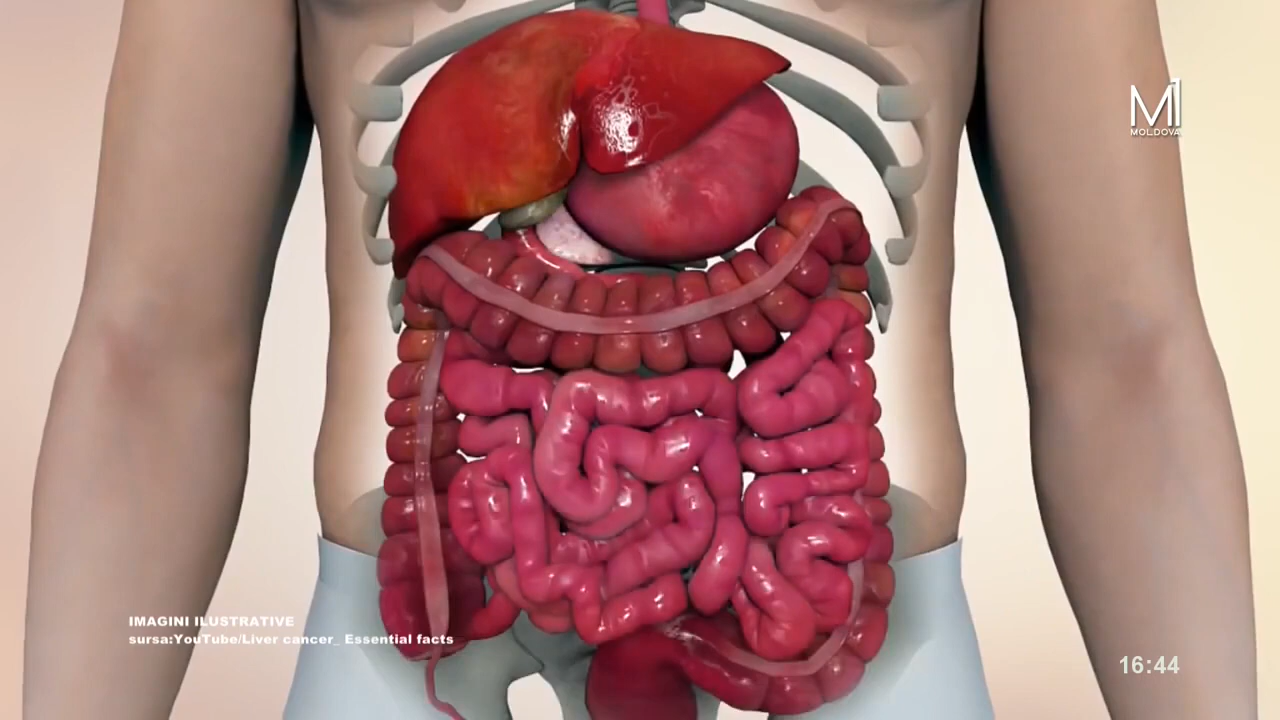 M1
MOLDOVA
IMAGINI ILUSTRATIVE
sursa:YouTube/Liver cancer_ Essential facts
16:44